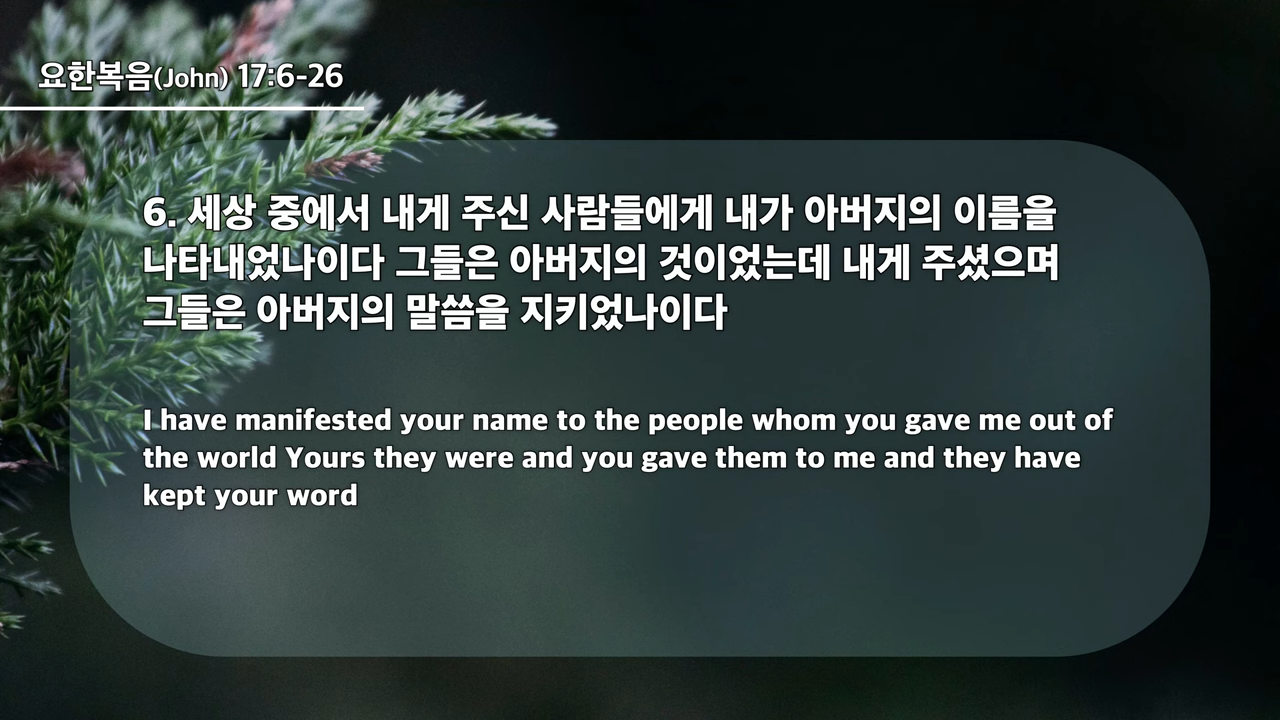 요한복음(John) 17:6-26
6. 세상 중에서 내게 주신 사람들에게 내가 아버지의 이름을
나타내었나이다 그들은 아버지의 것이었는데 내게 주셨으며
그들은 아버지의 말씀을 지키었나이다
I have manifested your name to the people whom you gave me out of
the world Yours they were and you gave them to me and they have
kept your word